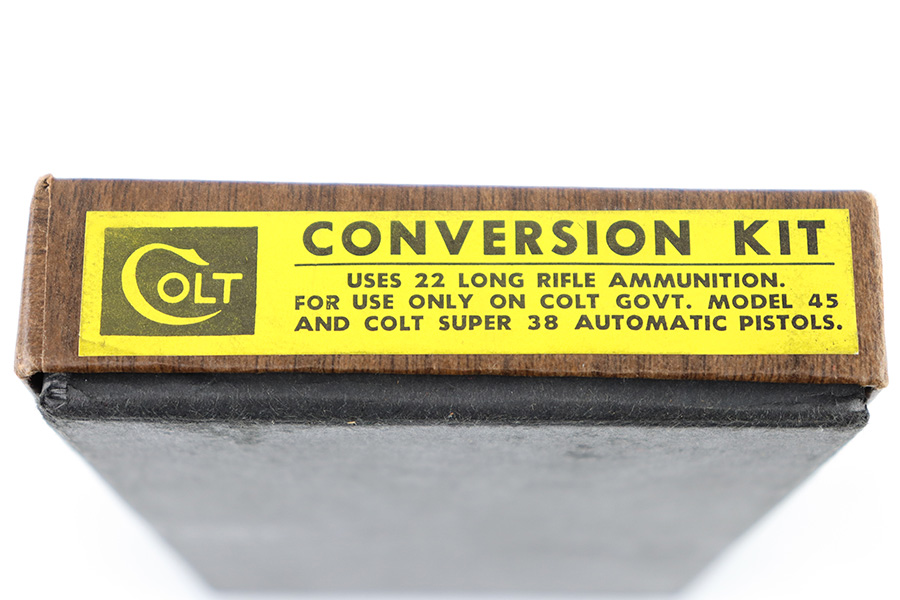 COLT
CONVERSION KIT
USES 22 LONG RIFLE AMMUNITION.
FOR USE ONLY ON COLT GOVT. MODEL 45
AND COLT SUPER 38 AUTOMATIC PISTOLS.